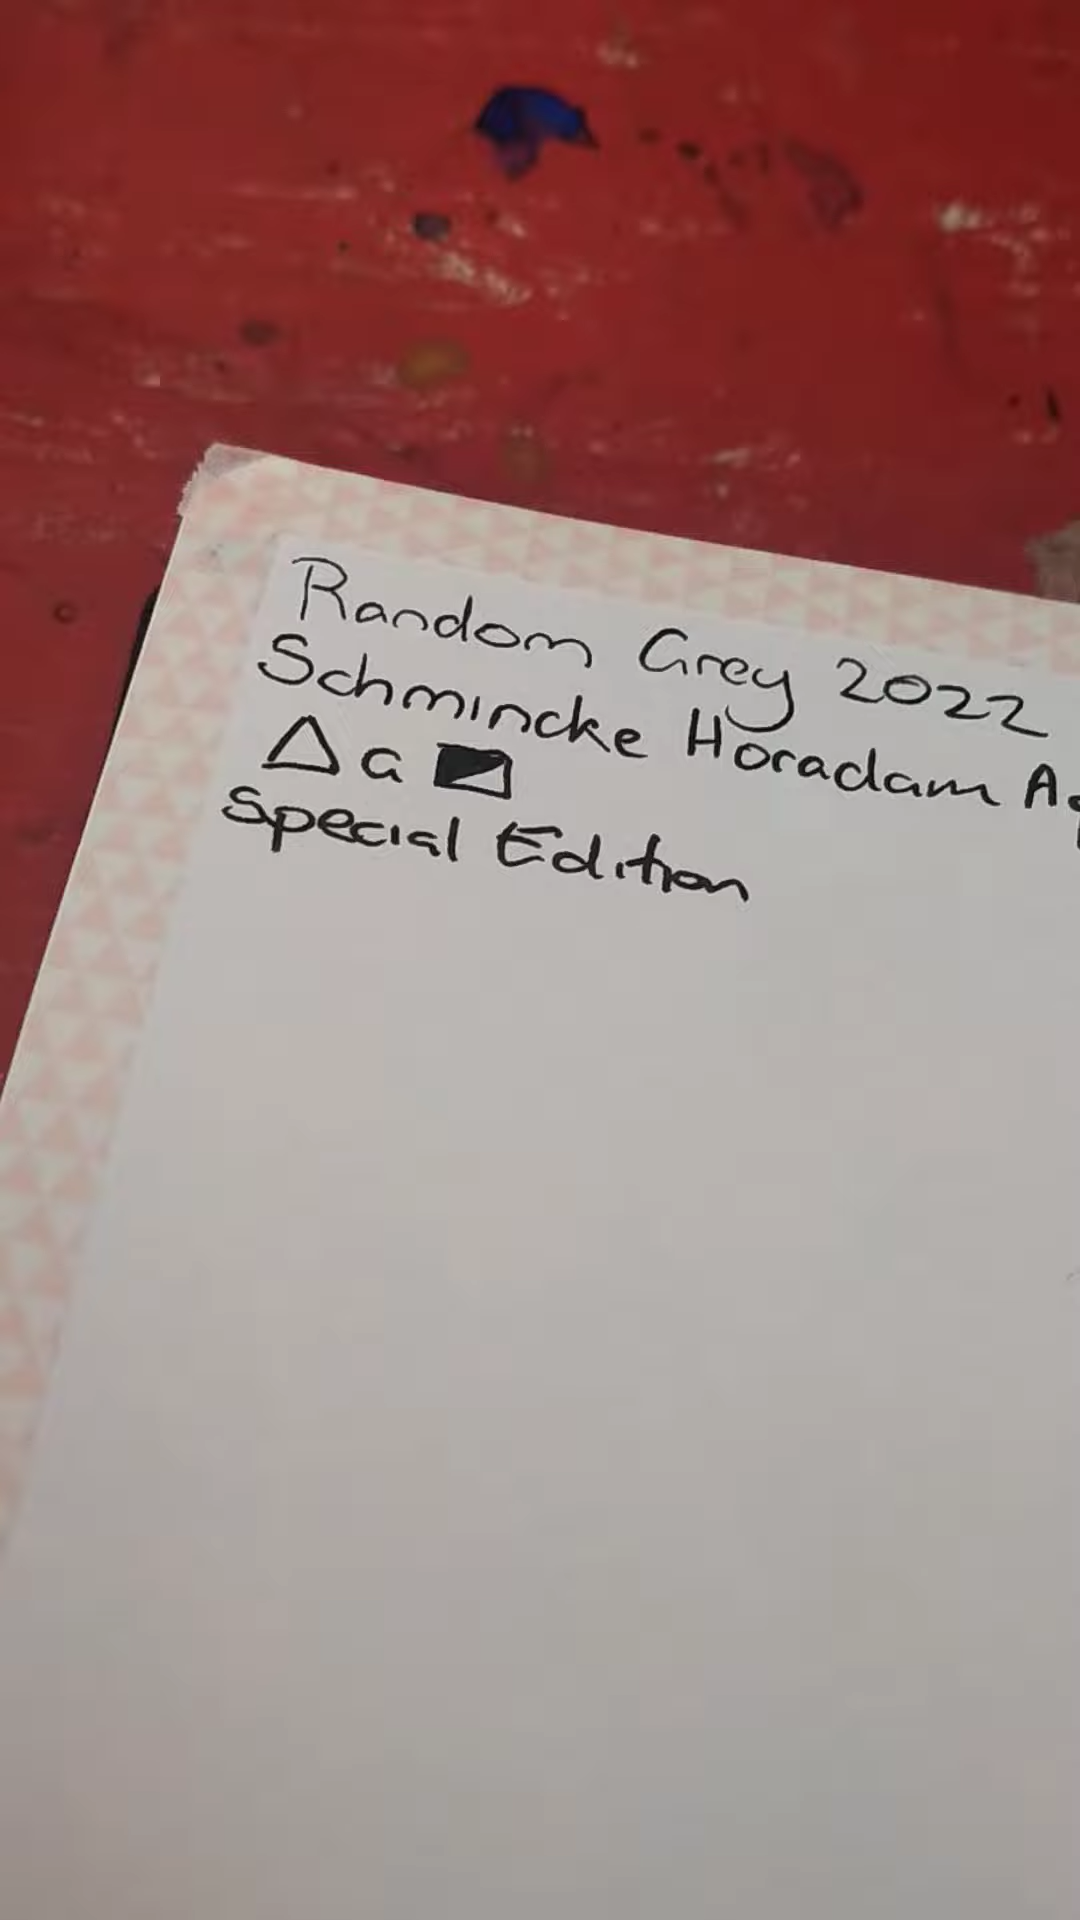 Random Grey 2022
Schmincke Horadam
△ a ◪
Special Edition